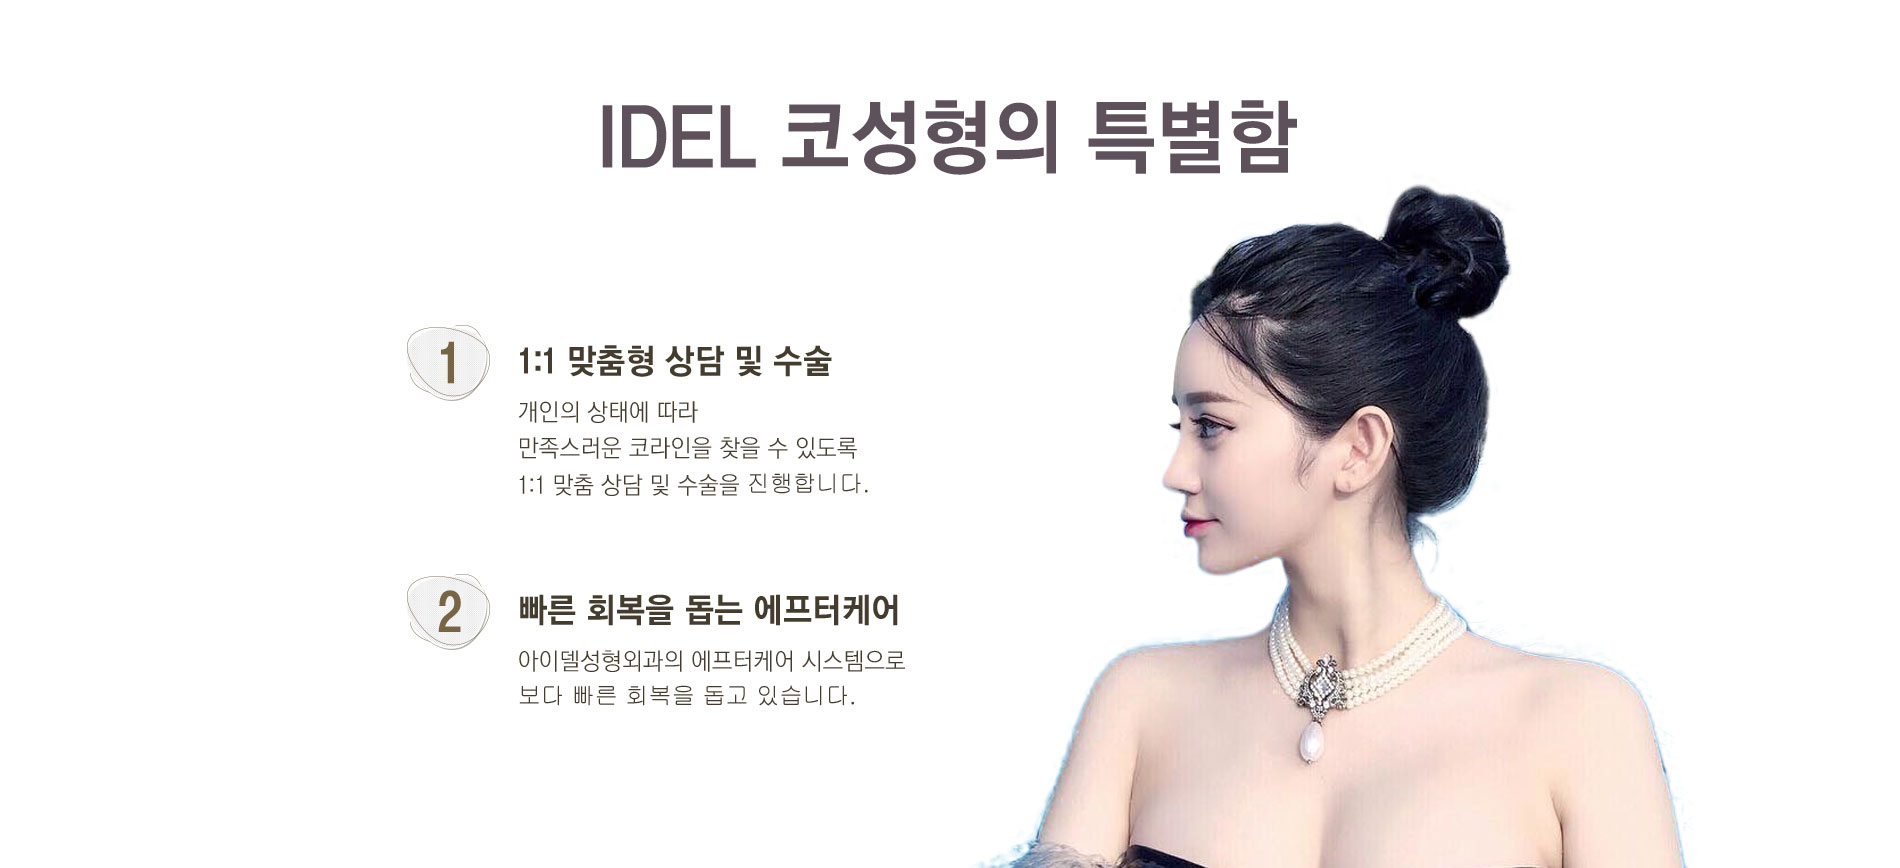 IDEL 코성형의 특별함
1
1:1 맞춤형 상담 및 수술
개인의 상태에 따라
만족스러운 코라인을 찾을 수 있도록
1:1 맞춤 상담 및 수술을 진행합니다.
2
빠른 회복을 돕는 에프터케어
아이델성형외과의 에프터케어 시스템으로
보다 빠른 회복을 돕고 있습니다.